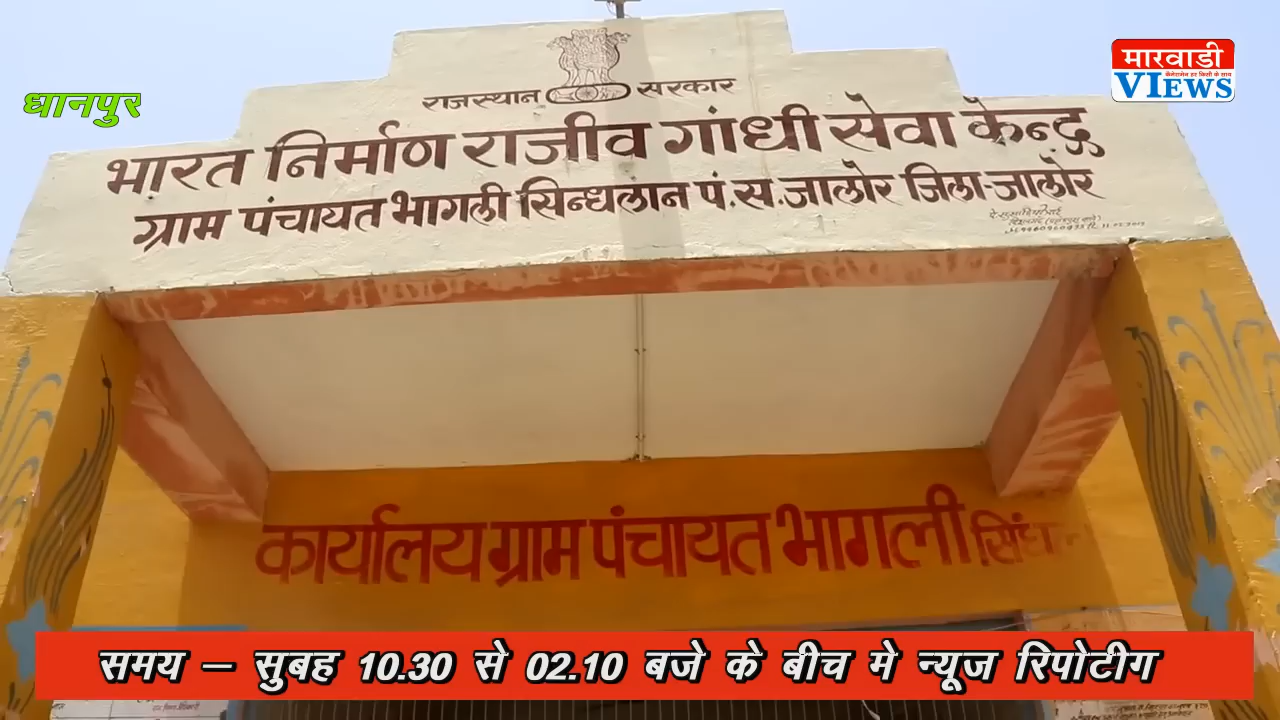 मारवाडी
VIEWS
धानपुर
राजस्थान सरकार
भारत निर्माण राजीव गांधी सेवा केन्द्र
ग्राम पंचायत भागली सिन्धलान पं.स.जालोर जिला-जालोर
कार्यालय ग्राम पंचायत भागली सिंधल
समय – सुबह 10.30 से 02.10 बजे के बीच मे न्यूज रिपोटीग